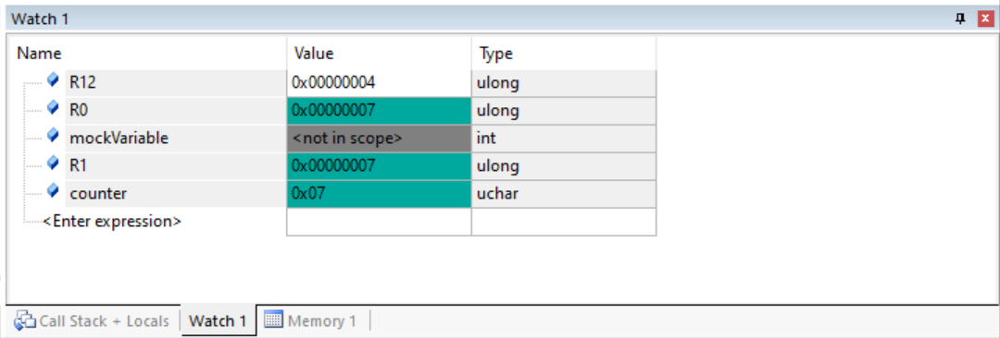 Watch 1
Name Value Type
R12 0x00000004 ulong
R0 0x00000007 ulong
mockVariable <not in scope> int
R1 0x00000007 ulong
counter 0x07 uchar
<Enter expression>
Call Stack + Locals Watch 1 Memory 1